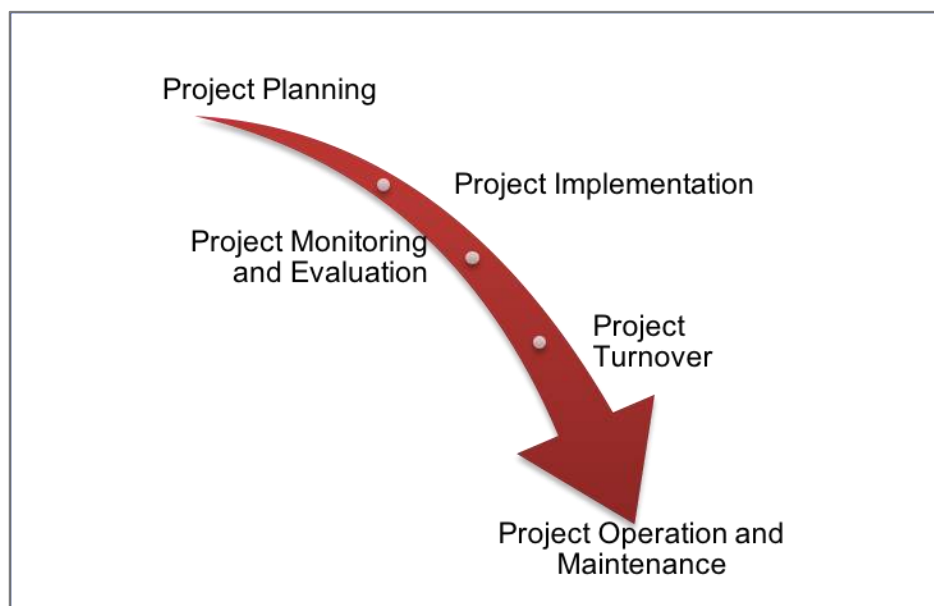 Project Planning
Project Implementation
Project Monitoring
and Evaluation
Project
Turnover
Project Operation and
Maintenance